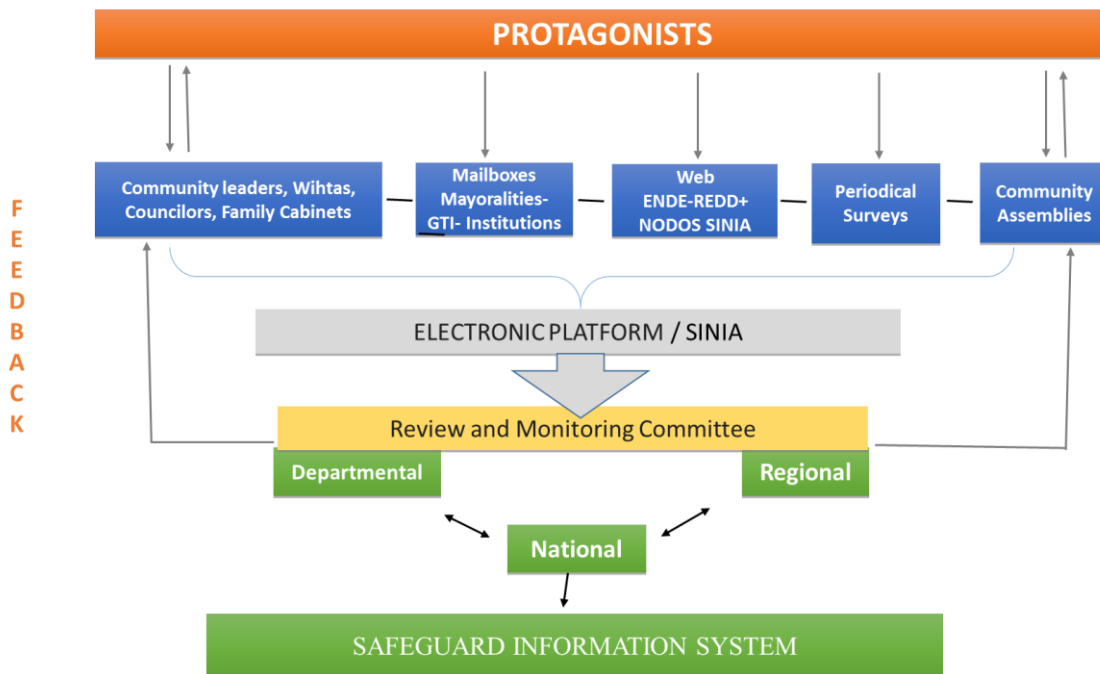 PROTAGONISTS
Community leaders, Wihtas,
Councilors, Family Cabinets
Mailboxes
Mayoralities-
GTI- Institutions
Web
ENDE-REDD+
NODOS SINIA
Periodical
Surveys
Community
Assemblies
F
E
E
D
B
A
C
K
ELECTRONIC PLATFORM / SINIA
Review and Monitoring Committee
Departmental
Regional
National
SAFEGUARD INFORMATION SYSTEM